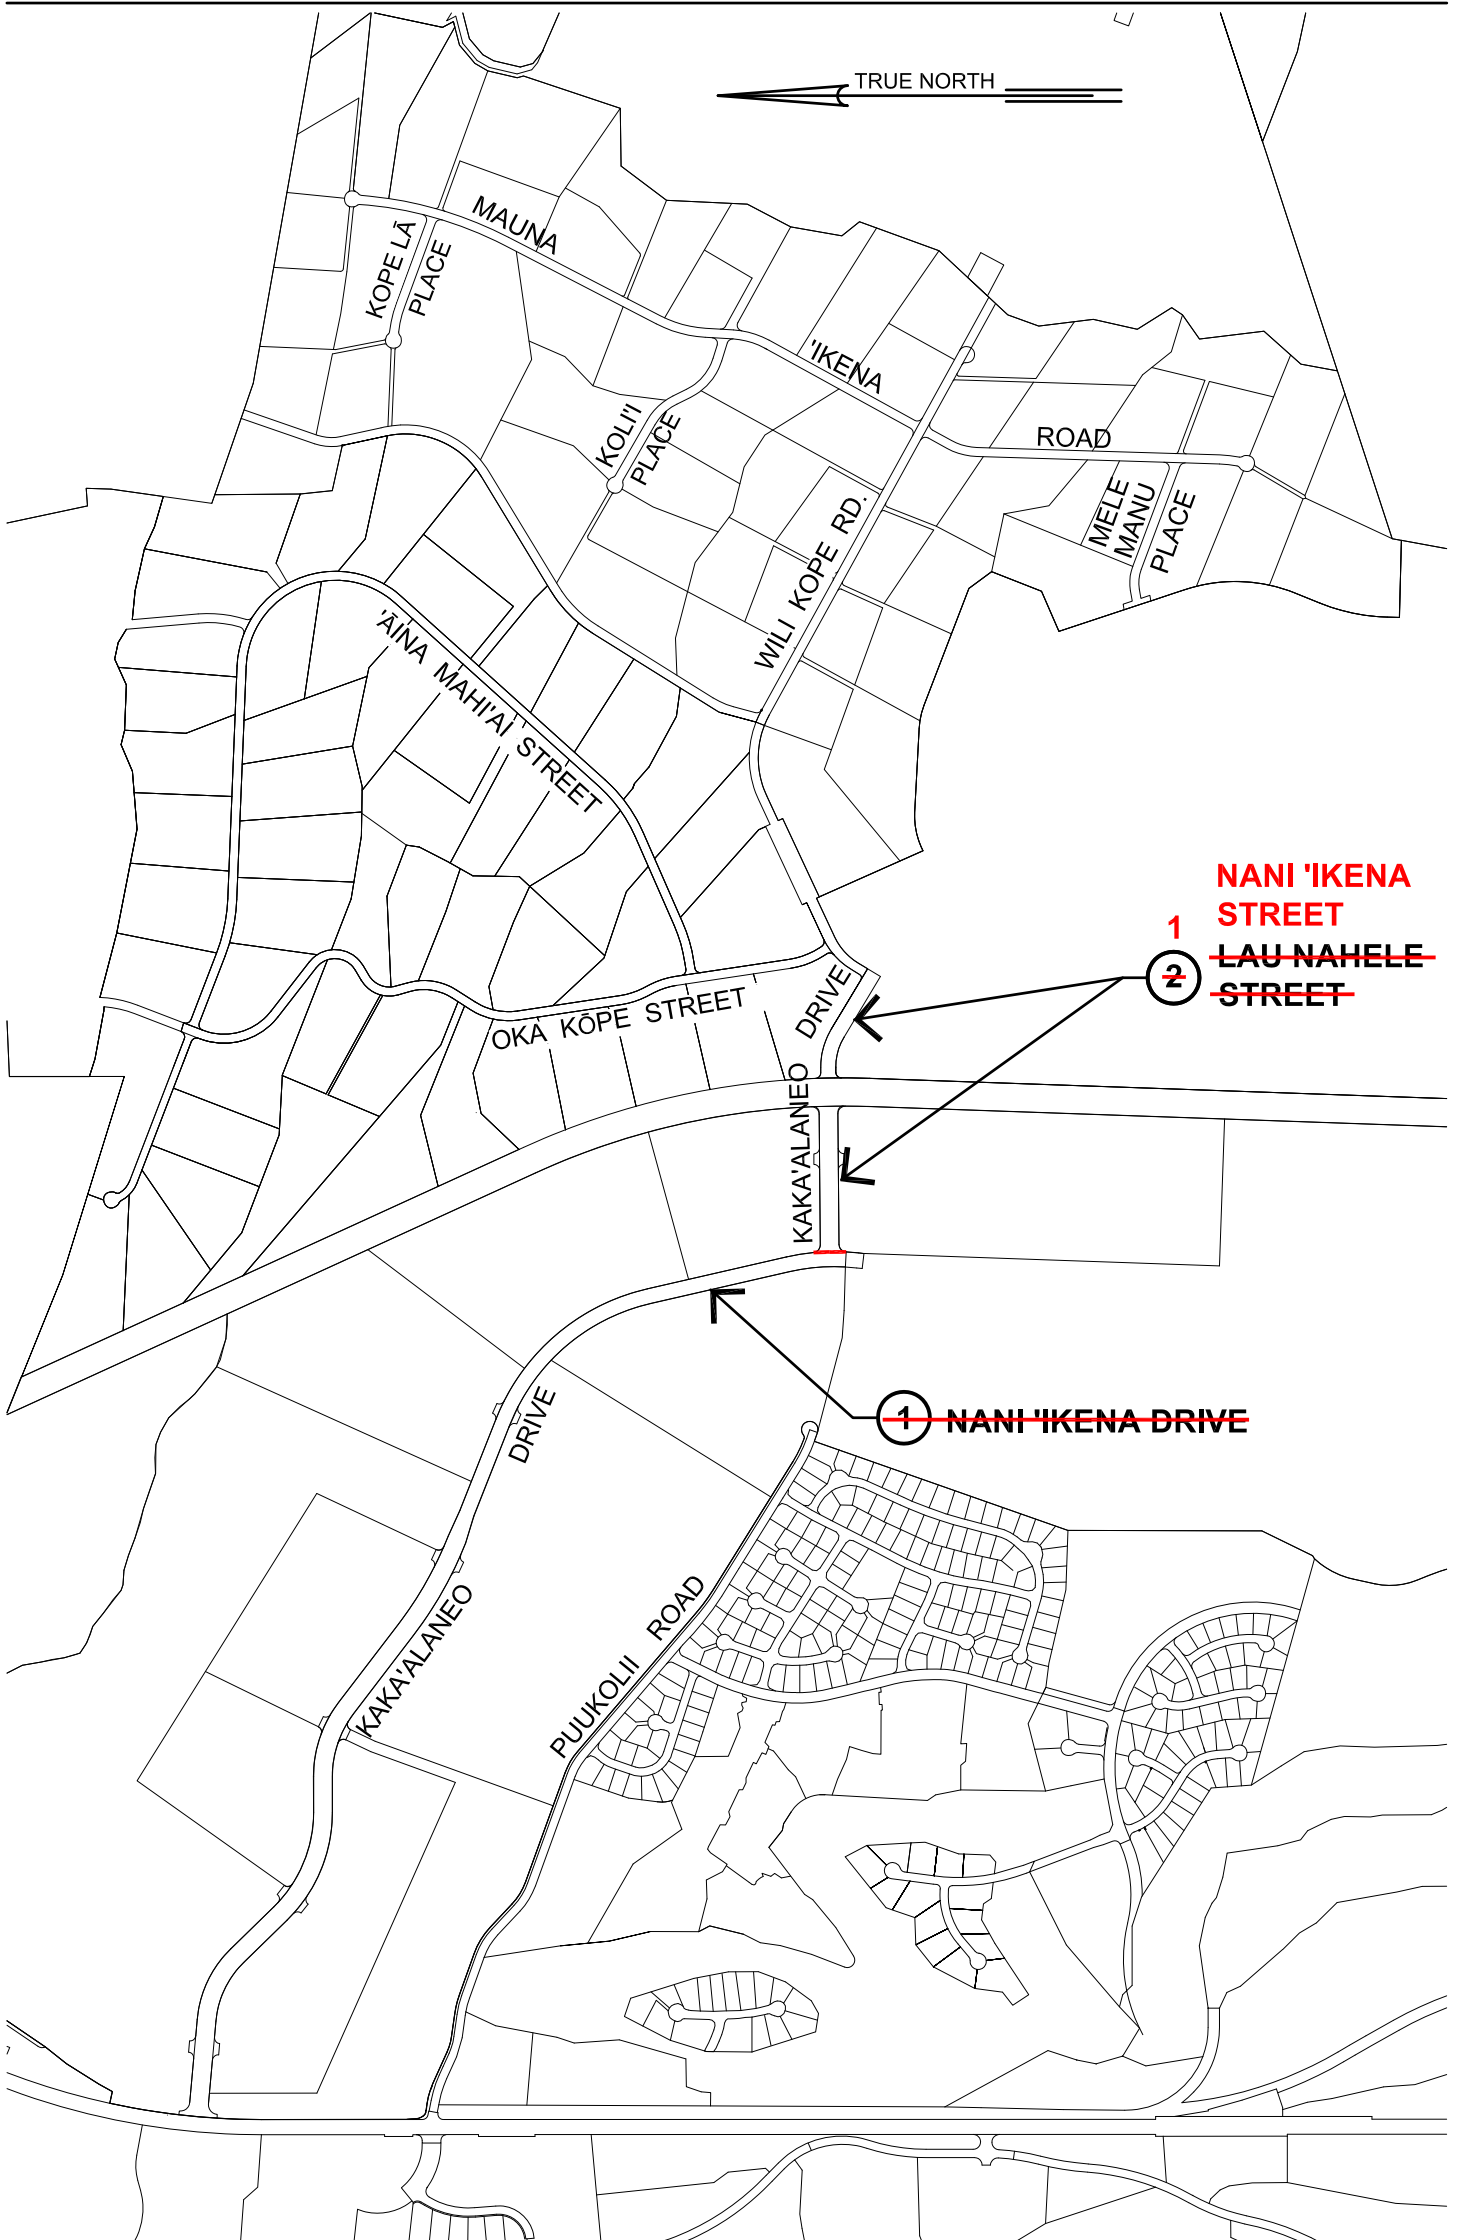 TRUE NORTH
MAUNA
KOPE LĀ
PLACE
'IKENA
KOLI'I
PLACE
ROAD
MELE
MANU
PLACE
WILI KOPE RD.
'ĀINA MAHI'AI STREET
NANI 'IKENA
STREET
1
2
LAU NAHELE
STREET
OKA KŌPE STREET
KAKA'ALANEO DRIVE
1 NANI 'IKENA DRIVE
DRIVE
KAKA'ALANEO
PUUKOLII ROAD
7